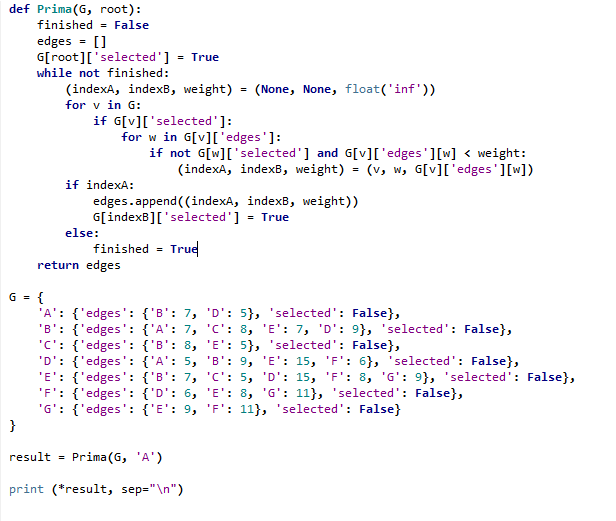 def Prima(G, root):
    finished = False
    edges = []
    G[root]['selected'] = True
    while not finished:
        (indexA, indexB, weight) = (None, None, float('inf'))
        for v in G:
            if G[v]['selected']:
                for w in G[v]['edges']:
                    if not G[w]['selected'] and G[v]['edges'][w] < weight:
                        (indexA, indexB, weight) = (v, w, G[v]['edges'][w])
        if indexA:
            edges.append((indexA, indexB, weight))
            G[indexB]['selected'] = True
        else:
            finished = True
    return edges

G = {
    'A': {'edges': {'B': 7, 'D': 5}, 'selected': False},
    'B': {'edges': {'A': 7, 'C': 8, 'E': 7, 'D': 9}, 'selected': False},
    'C': {'edges': {'B': 8, 'E': 5}, 'selected': False},
    'D': {'edges': {'A': 5, 'B': 9, 'E': 15, 'F': 6}, 'selected': False},
    'E': {'edges': {'B': 7, 'C': 5, 'D': 15, 'F': 8, 'G': 9}, 'selected': False},
    'F': {'edges': {'D': 6, 'E': 8, 'G': 11}, 'selected': False},
    'G': {'edges': {'E': 9, 'F': 11}, 'selected': False}
}

result = Prima(G, 'A')

print (*result, sep="\n")